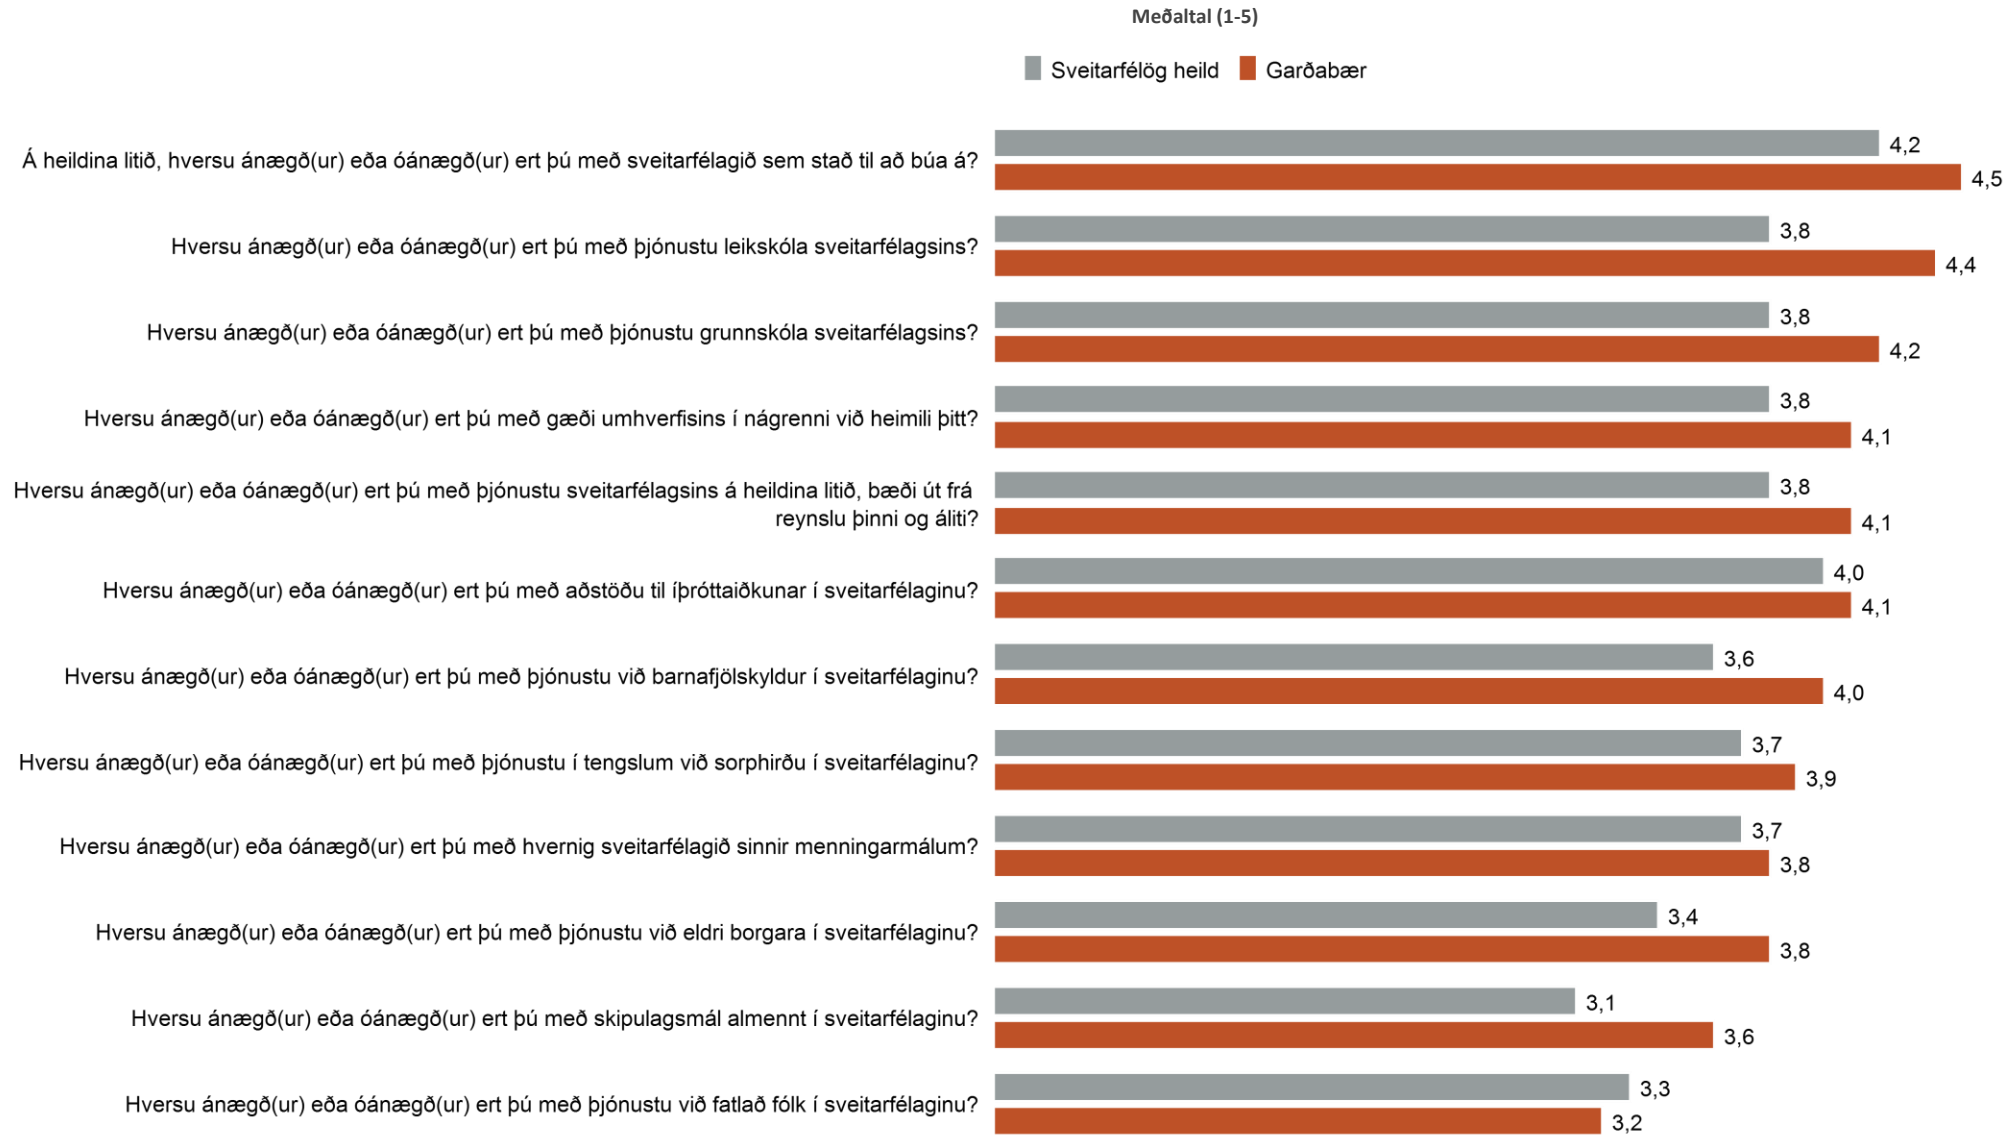 Meðaltal (1-5)
Sveitarfélög heild Garðabær
Á heildina litið, hversu ánægð(ur) eða óánægð(ur) ert þú með sveitarfélagið sem stað til að búa á?
4,2
4,5
Hversu ánægð(ur) eða óánægð(ur) ert þú með þjónustu leikskóla sveitarfélagsins?
3,8
4,4
Hversu ánægð(ur) eða óánægð(ur) ert þú með þjónustu grunnskóla sveitarfélagsins?
3,8
4,2
Hversu ánægð(ur) eða óánægð(ur) ert þú með gæði umhverfisins í nágrenni við heimili þitt?
3,8
4,1
Hversu ánægð(ur) eða óánægð(ur) ert þú með þjónustu sveitarfélagsins á heildina litið, bæði út frá
reynslu þinni og áliti?
3,8
4,1
Hversu ánægð(ur) eða óánægð(ur) ert þú með aðstöðu til íþróttaiðkunar í sveitarfélaginu?
4,0
4,1
Hversu ánægð(ur) eða óánægð(ur) ert þú með þjónustu við barnafjölskyldur í sveitarfélaginu?
3,6
4,0
Hversu ánægð(ur) eða óánægð(ur) ert þú með þjónustu í tengslum við sorphirðu í sveitarfélaginu?
3,7
3,9
Hversu ánægð(ur) eða óánægð(ur) ert þú með hvernig sveitarfélagið sinnir menningarmálum?
3,7
3,8
Hversu ánægð(ur) eða óánægð(ur) ert þú með þjónustu við eldri borgara í sveitarfélaginu?
3,4
3,8
Hversu ánægð(ur) eða óánægð(ur) ert þú með skipulagsmál almennt í sveitarfélaginu?
3,1
3,6
Hversu ánægð(ur) eða óánægð(ur) ert þú með þjónustu við fatlað fólk í sveitarfélaginu?
3,3
3,2